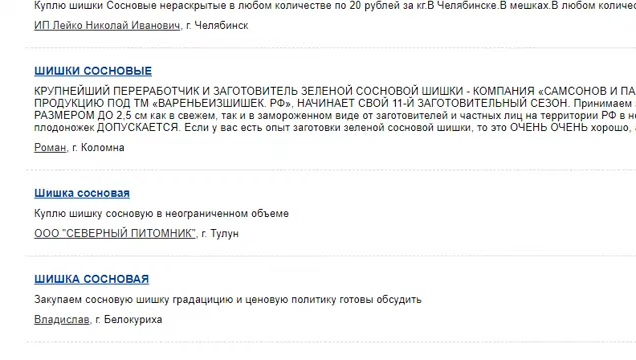 Куплю шишки Сосновые нераскрытые в любом количестве по 20 рублей за кг.В Челябинске.В мешках.В любом количес
ИП Лейко Николай Иванович, г. Челябинск
ШИШКИ СОСНОВЫЕ
КРУПНЕЙШИЙ ПЕРЕРАБОТЧИК И ЗАГОТОВИТЕЛЬ ЗЕЛЕНОЙ СОСНОВОЙ ШИШКИ - КОМПАНИЯ «САМСОНОВ И ПА
ПРОДУКЦИЮ ПОД ТМ «ВАРЕНЬЕИЗШИШЕК. РФ», НАЧИНАЕТ СВОЙ 11-Й ЗАГОТОВИТЕЛЬНЫЙ СЕЗОН. Принимаем
РАЗМЕРОМ ДО 2,5 см как в свежем, так и в замороженном виде от заготовителей и частных лиц на территории РФ в не
плодоножек ДОПУСКАЕТСЯ. Если у вас есть опыт заготовки зеленой сосновой шишки, то это ОЧЕНЬ ОЧЕНЬ хорошо,
Роман, г. Коломна
Шишка сосновая
Куплю шишку сосновую в неограниченном объеме
ООО "СЕВЕРНЫЙ ПИТОМНИК", г. Тулун
ШИШКА СОСНОВАЯ
Закупаем сосновую шишку градацицию и ценовую политику готовы обсудить
Владислав, г. Белокуриха